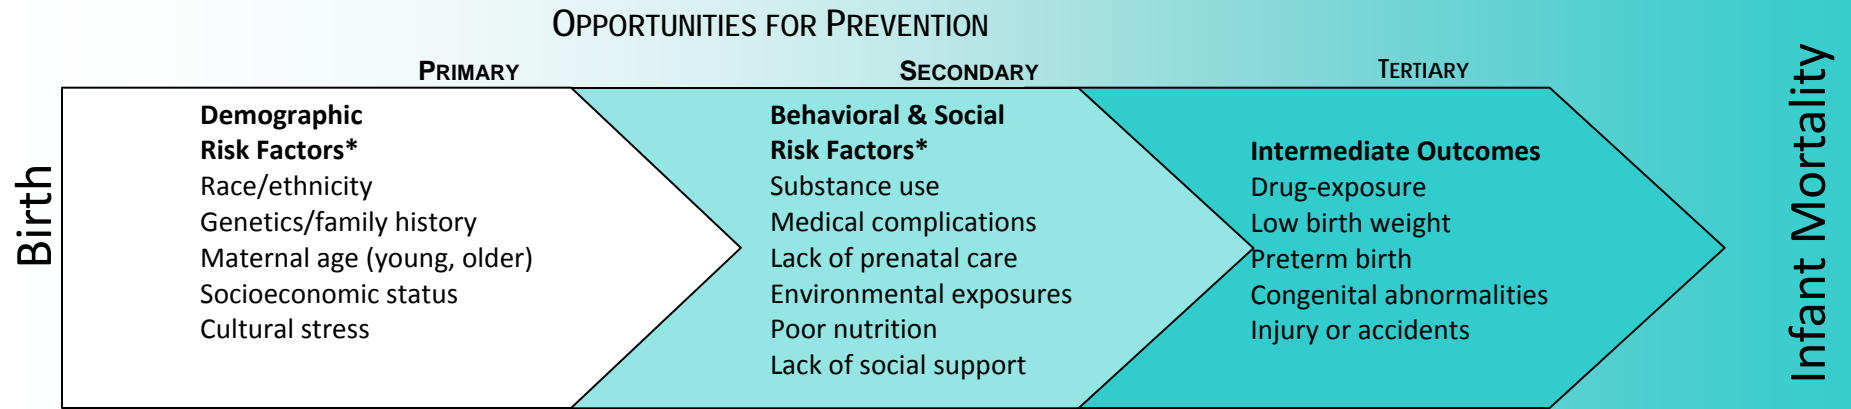 OPPORTUNITIES FOR PREVENTION
PRIMARY
SECONDARY
TERTIARY
Birth
Demographic
Risk Factors*
Race/ethnicity
Genetics/family history
Maternal age (young, older)
Socioeconomic status
Cultural stress
Behavioral & Social
Risk Factors*
Substance use
Medical complications
Lack of prenatal care
Environmental exposures
Poor nutrition
Lack of social support
Intermediate Outcomes
Drug-exposure
Low birth weight
Preterm birth
Congenital abnormalities
Injury or accidents
Infant Mortality